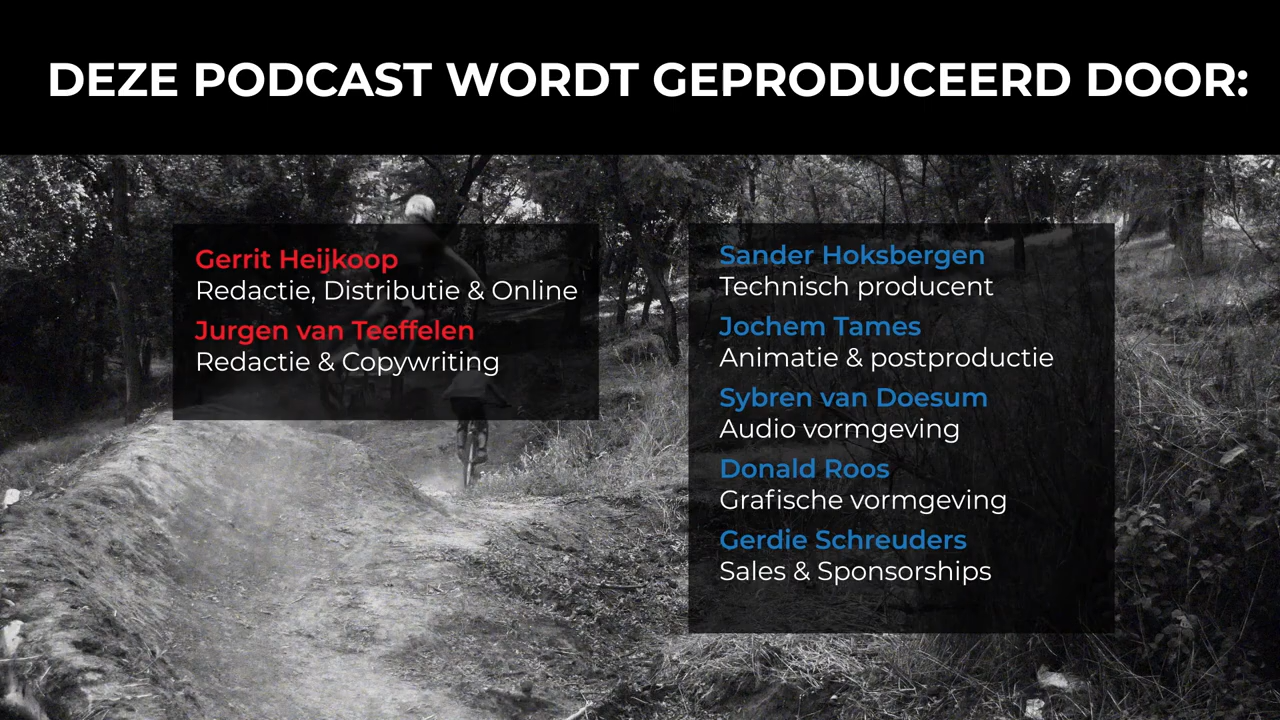 DEZE PODCAST WORDT GEPRODUCEERD DOOR:
Gerrit Heijkoop
Redactie, Distributie & Online
Jurgen van Teeffelen
Redactie & Copywriting
Sander Hoksbergen
Technisch producent
Jochem Tames
Animatie & postproductie
Sybren van Doesum
Audio vormgeving
Donald Roos
Grafische vormgeving
Gerdie Schreuders
Sales & Sponsorships